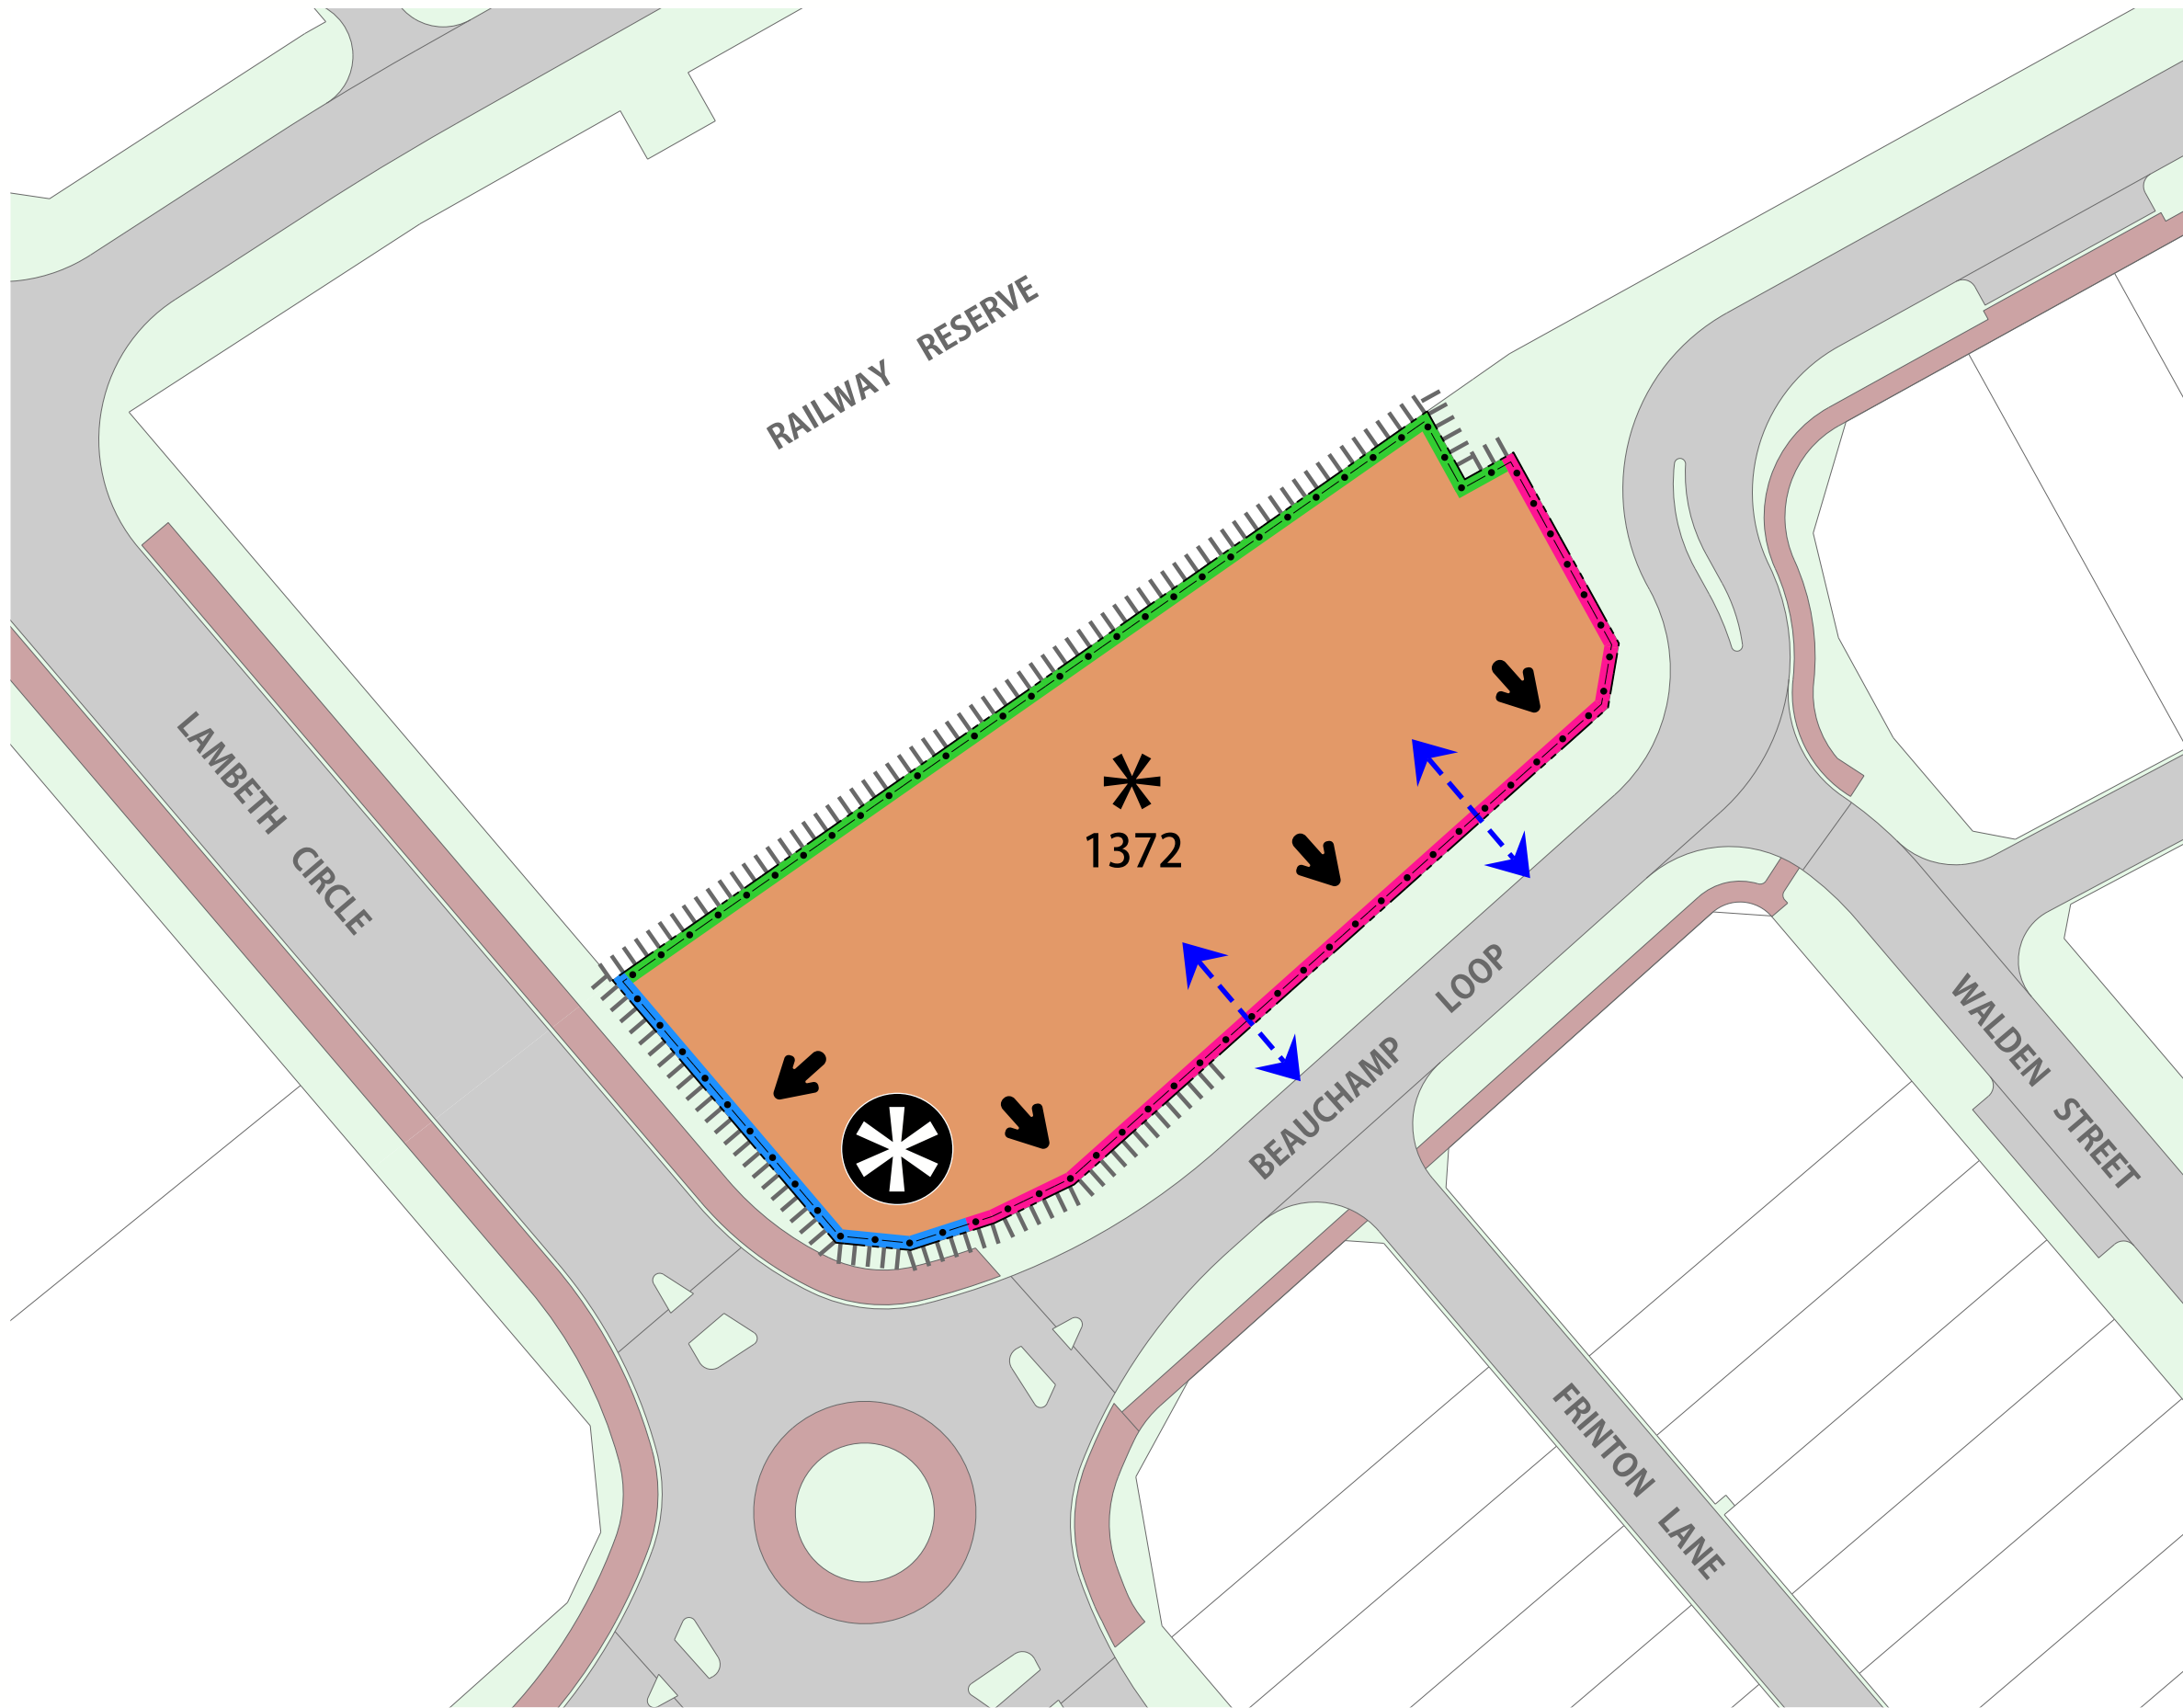 RAILWAY RESERVE
LAMBETH CIRCLE
1372
BEAUCHAMP LOOP
WALDEN STREET
FRINTON LANE